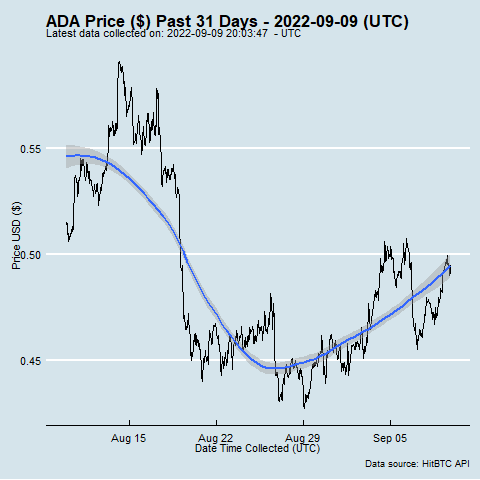 ADA Price ($) Past 31 Days - 2022-09-09 (UTC)
Latest data collected on: 2022-09-09 20:03:47 - UTC
0.55
0.50
0.45
Price USD ($)
Aug 15 Aug 22 Aug 29 Sep 05
Date Time Collected (UTC)
Data source: HitBTC API